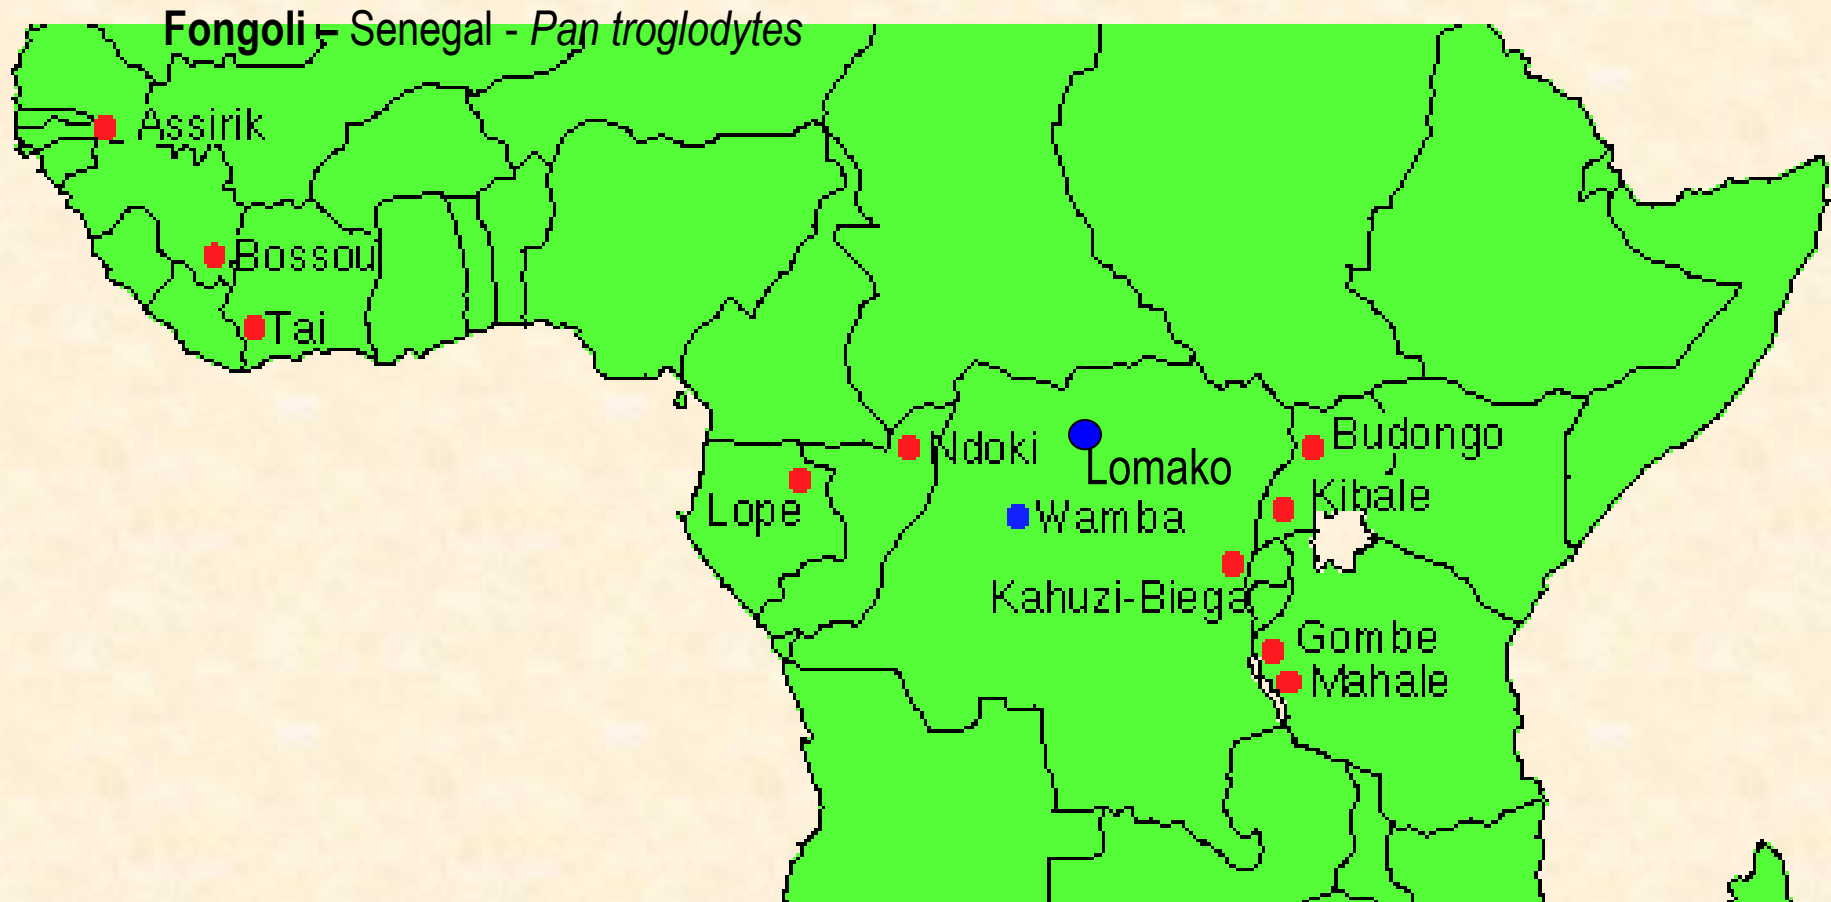 Fongoli – Senegal - Pan troglodytes
Assirik
Bossou
Tai
Budongo
Ndoki
Lomako
Kibale
Lope
Wamba
Kahuzi-Biega
Gombe
Mahale